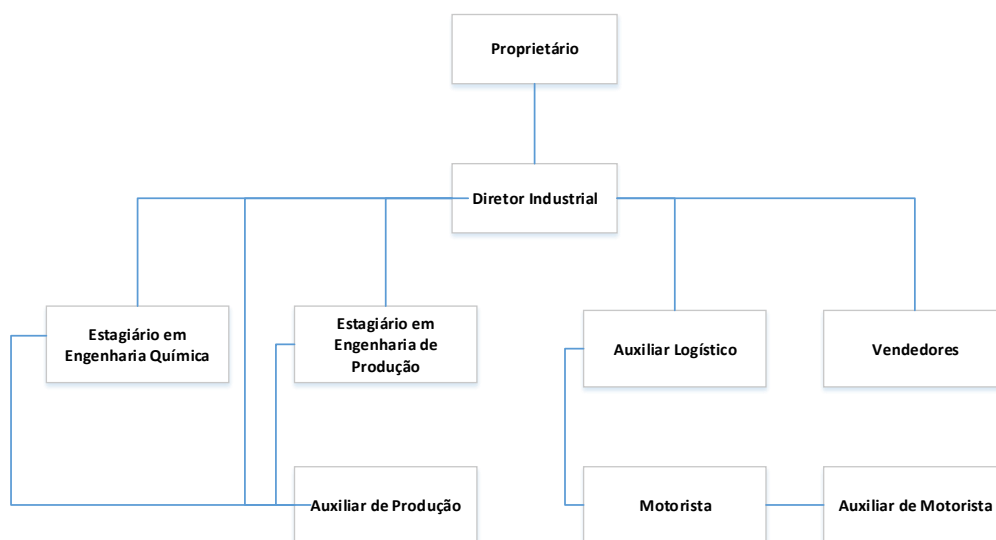 Proprietário
Diretor Industrial
Estagiário em
Engenharia Química
Estagiário em
Engenharia de
Produção
Auxiliar Logístico
Vendedores
Auxiliar de Produção
Motorista
Auxiliar de Motorista